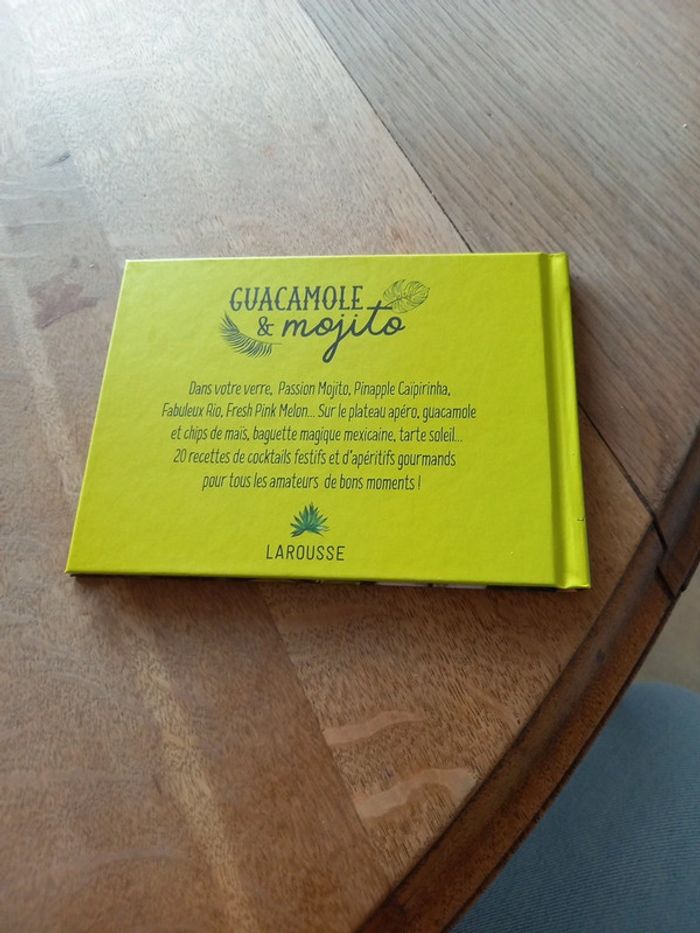 GUACAMOLE
& mojito
Dans votre verre, Passion Mojito, Pinapple Caïpirinha,
Fabuleux Rio, Fresh Pink Melon... Sur le plateau apéro, guacamole
et chips de maïs, baguette magique mexicaine, tarte soleil...
20 recettes de cocktails festifs et d'apéritifs gourmands
pour tous les amateurs de bons moments !
LAROUSSE